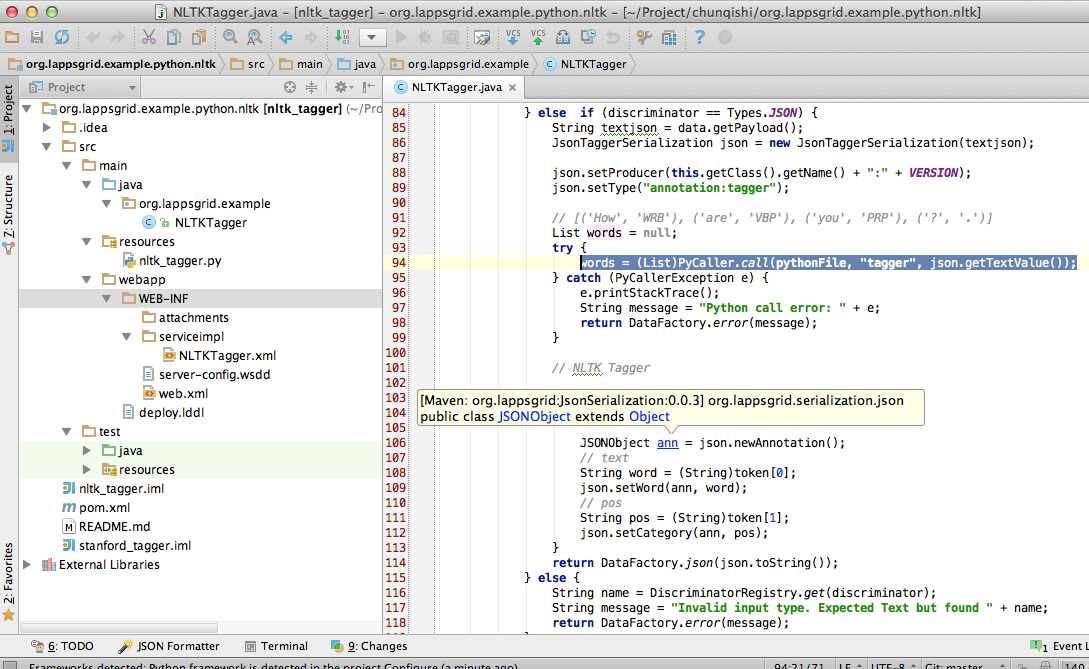 NLTKTagger.java – [nltk_tagger] – org.lappsgrid.example.python.nltk – [~/Project/chunqishi/org.lappsgrid.example.python.nltk]
VCS VCS
org.lappsgrid.example.python.nltk src main java org.lappsgrid.example NLTKTagger
1: Project
Z: Structure
2: Favorites
Project
org.lappsgrid.example.python.nltk [nltk_tagger] (~/Pro
.idea
src
main
java
org.lappsgrid.example
NLTKTagger
resources
nltk_tagger.py
webapp
WEB-INF
attachments
serviceimpl
NLTKTagger.xml
server-config.wsdd
web.xml
deploy.lddl
test
java
resources
nltk_tagger.iml
pom.xml
README.md
stanford_tagger.iml
External Libraries
NLTKTagger.java
84 } else if (discriminator == Types.JSON) {
85 String textjson = data.getPayload();
86 JsonTaggerSerialization json = new JsonTaggerSerialization(textjson);
87
88 json.setProducer(this.getClass().getName() + ":" + VERSION);
89 json.setType("annotation:tagger");
90
91 // [('How', 'WRB'), ('are', 'VBP'), ('you', 'PRP'), ('?', '.')]
92 List words = null;
93 try {
94 words = (List)PyCaller.call(pythonFile, "tagger", json.getTextValue());
95 } catch (PyCallerException e) {
96 e.printStackTrace();
97 String message = "Python call error: " + e;
98 return DataFactory.error(message);
99 }
100
101 // NLTK Tagger
102
103
[Maven: org.lappsgrid:JsonSerialization:0.0.3] org.lappsgrid.serialization.json
104
public class JSONObject extends Object
105
106 JSONObject ann = json.newAnnotation();
107 // text
108 String word = (String)token[0];
109 json.setWord(ann, word);
110 // pos
111 String pos = (String)token[1];
112 json.setCategory(ann, pos);
113 }
114 return DataFactory.json(json.toString());
115 } else {
116 String name = DiscriminatorRegistry.get(discriminator);
117 String message = "Invalid input type. Expected Text but found " + name;
118 return DataFactory.error(message);
6: TODO JSON Formatter Terminal 9: Changes 1 Event
Frameworks detected: Python framework is detected in the project Configure (a minute ago) 94:21/71 LF UTF-8 Git: master 140